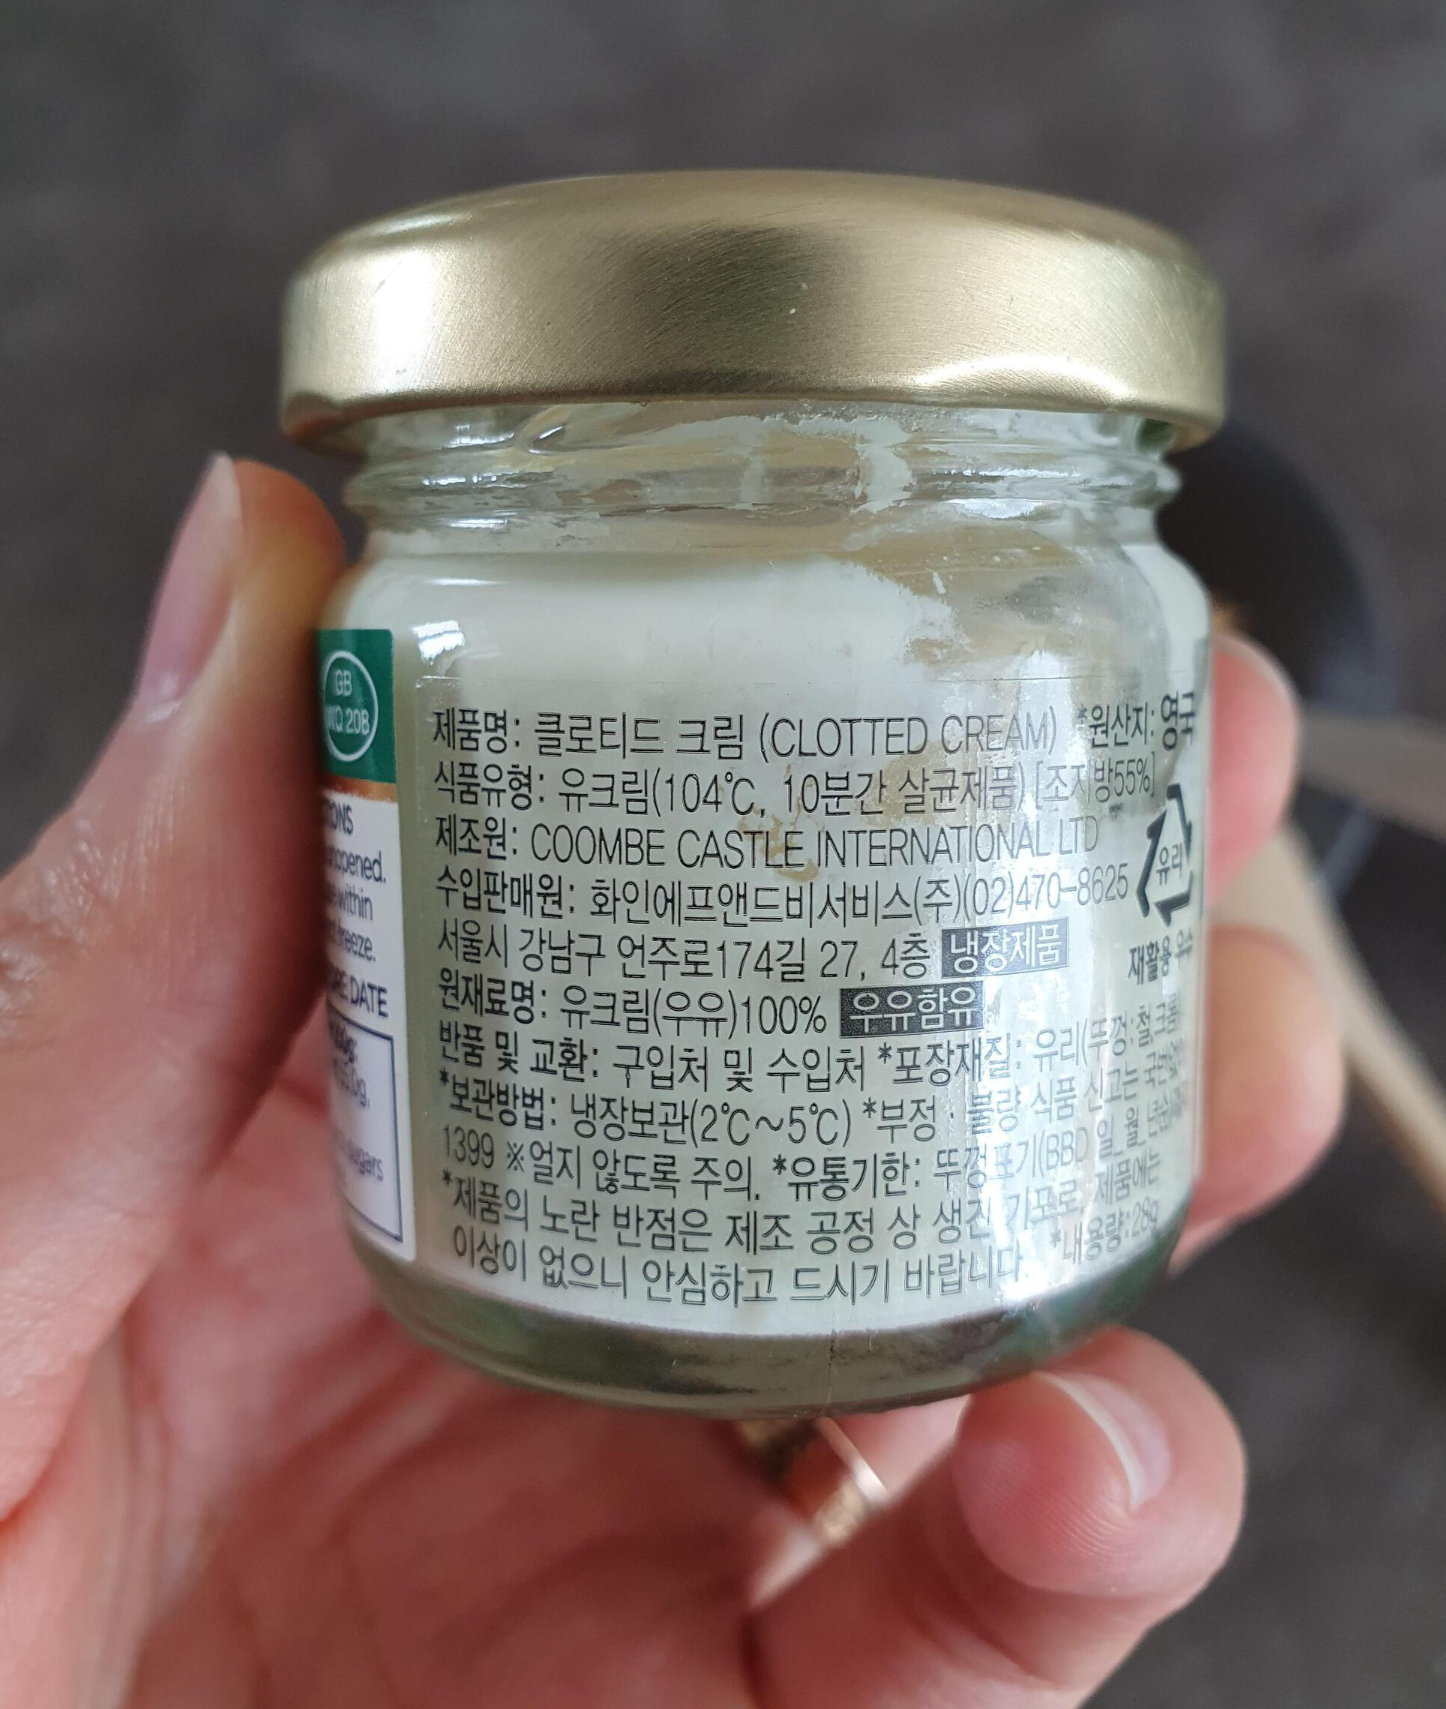 GB
WQ 20B
unopened.
within
freeze.
DATE
sugars
제품명: 클로티드 크림 (CLOTTED CREAM) *원산지: 영국
식품유형: 유크림(104℃, 10분간 살균제품) [조지방55%]
제조원: COOMBE CASTLE INTERNATIONAL LTD
수입판매원: 화인에프앤드비서비스(주)(02)470-8625
서울시 강남구 언주로174길 27, 4층 냉장제품
원재료명: 유크림(우유)100% 우유함유
반품 및 교환: 구입처 및 수입처 *포장재질: 유리(뚜껑:철,크롬)
*보관방법: 냉장보관(2℃~5℃) *부정·불량 식품 신고는 국번없이
1399 ※얼지 않도록 주의. *유통기한: 뚜껑표기(BBD 일, 월, 년순
*제품의 노란 반점은 제조 공정 상 생긴 기포로 제품에는
이상이 없으니 안심하고 드시기 바랍니다. *내용량:28g
유리
재활용 우수